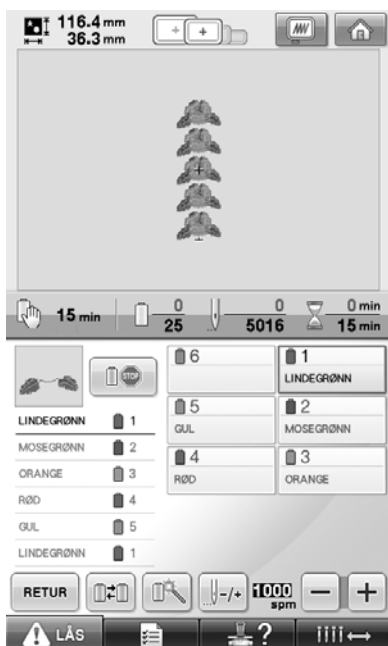 116.4 mm
36.3 mm
15 min
0
25
0
5016
0 min
15 min
STOP
6
1
LINDEGRØNN
5
GUL
2
MOSEGRØNN
4
RØD
3
ORANGE
LINDEGRØNN 1
MOSEGRØNN 2
ORANGE 3
RØD 4
GUL 5
LINDEGRØNN 1
RETUR
-/+
1000
spm
− +
LÅS
?